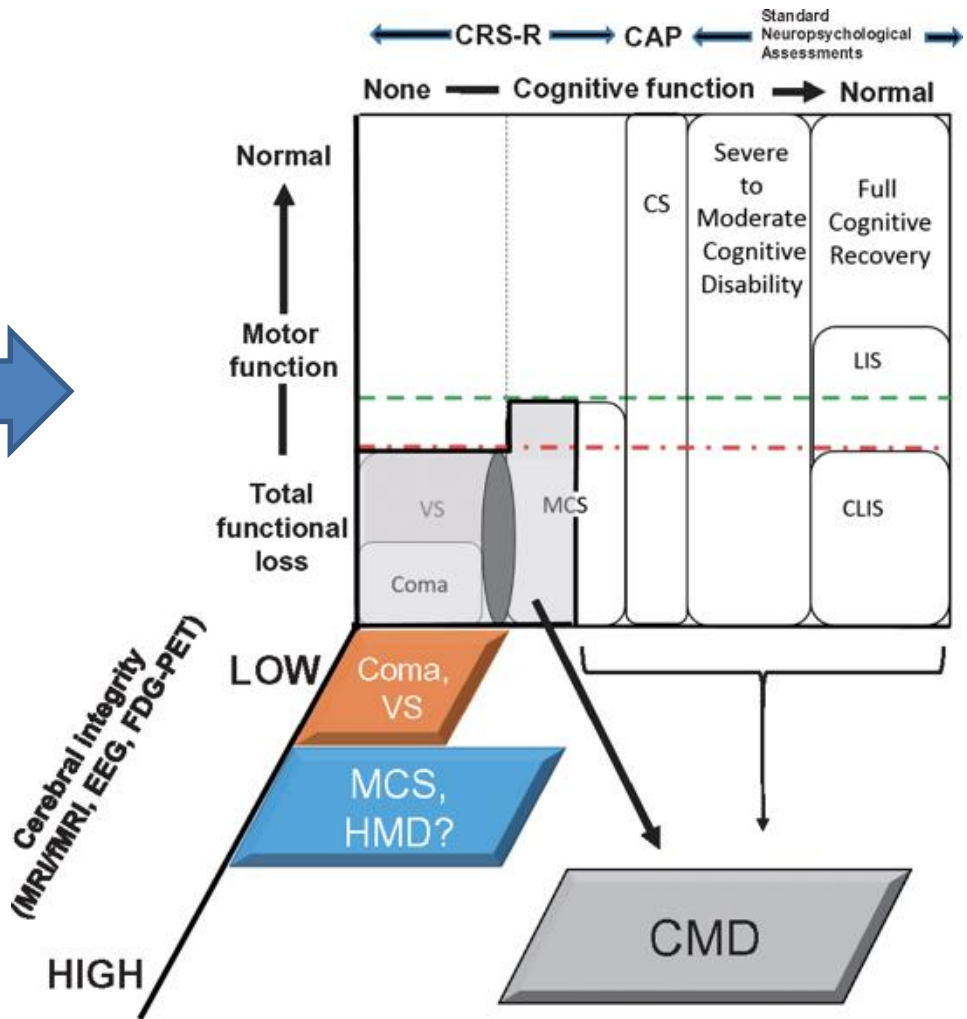 CRS-R
CAP
Standard
Neuropsychological
Assessments
None
Cognitive function
Normal
Normal
Motor
function
Total
functional
loss
CS
Severe
to
Moderate
Cognitive
Disability
Full
Cognitive
Recovery
LIS
VS
MCS
CLIS
Coma
LOW
Coma,
VS
Cerebral integrity
(MRI/fMRI, EEG, FDG-PET)
MCS,
HMD?
CMD
HIGH